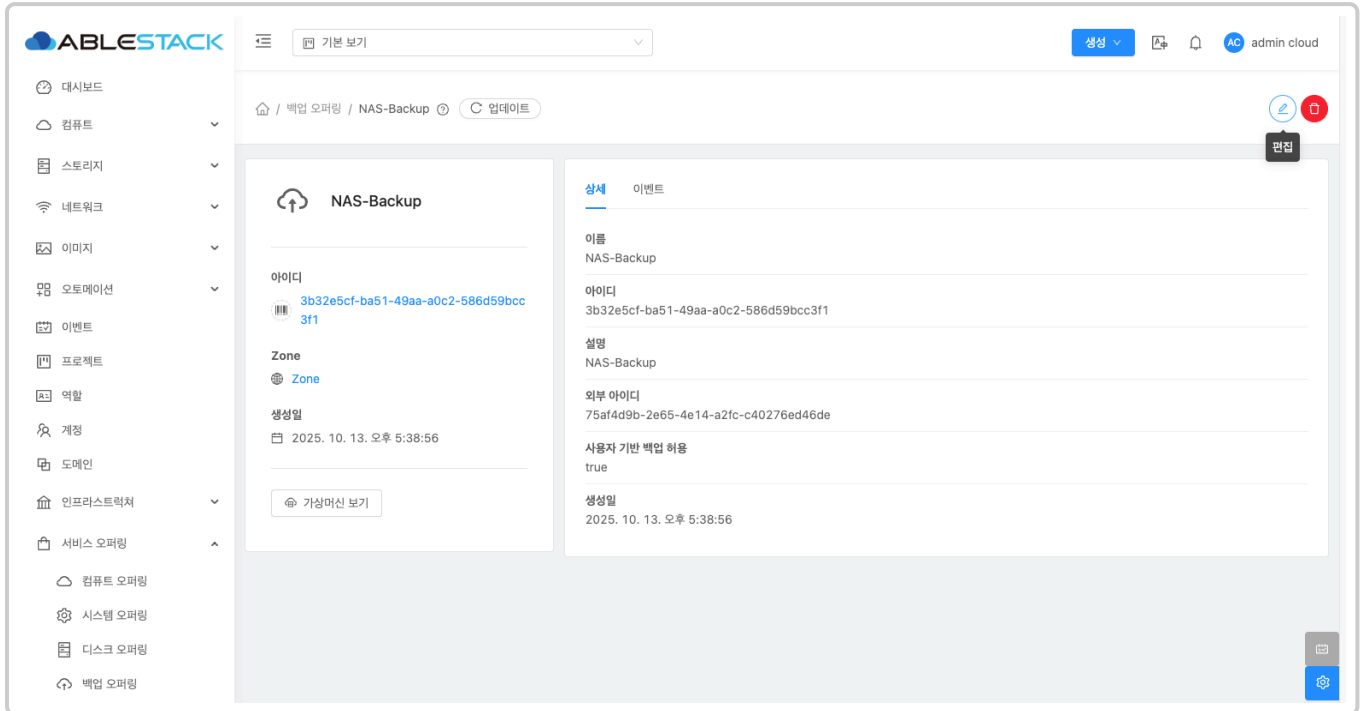 ABLESTACK
기본 보기
생성
AC
admin cloud
대시보드
컴퓨트
스토리지
네트워크
이미지
오토메이션
이벤트
프로젝트
역할
계정
도메인
인프라스트럭쳐
서비스 오퍼링
컴퓨트 오퍼링
시스템 오퍼링
디스크 오퍼링
백업 오퍼링
/ 백업 오퍼링 / NAS-Backup
업데이트
편집
NAS-Backup
아이디
3b32e5cf-ba51-49aa-a0c2-586d59bcc
3f1
Zone
Zone
생성일
2025. 10. 13. 오후 5:38:56
가상머신 보기
상세
이벤트
이름
NAS-Backup
아이디
3b32e5cf-ba51-49aa-a0c2-586d59bcc3f1
설명
NAS-Backup
외부 아이디
75af4d9b-2e65-4e14-a2fc-c40276ed46de
사용자 기반 백업 허용
true
생성일
2025. 10. 13. 오후 5:38:56